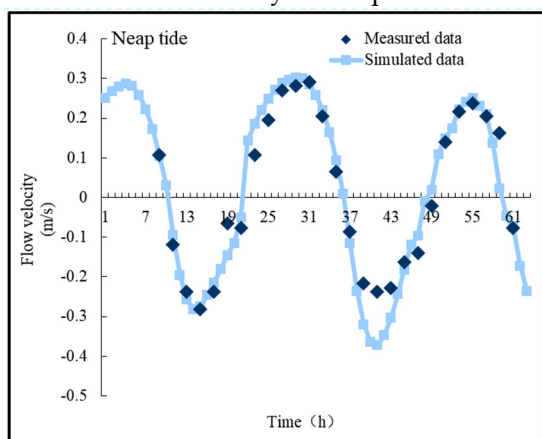 0.4
Neap tide
Measured data
Simulated data
0.3
0.2
0.1
0
1 7 13 19 25 31 37 43 49 55 61
-0.1
-0.2
-0.3
-0.4
-0.5
Flow velocity
(m/s)
Time（h）